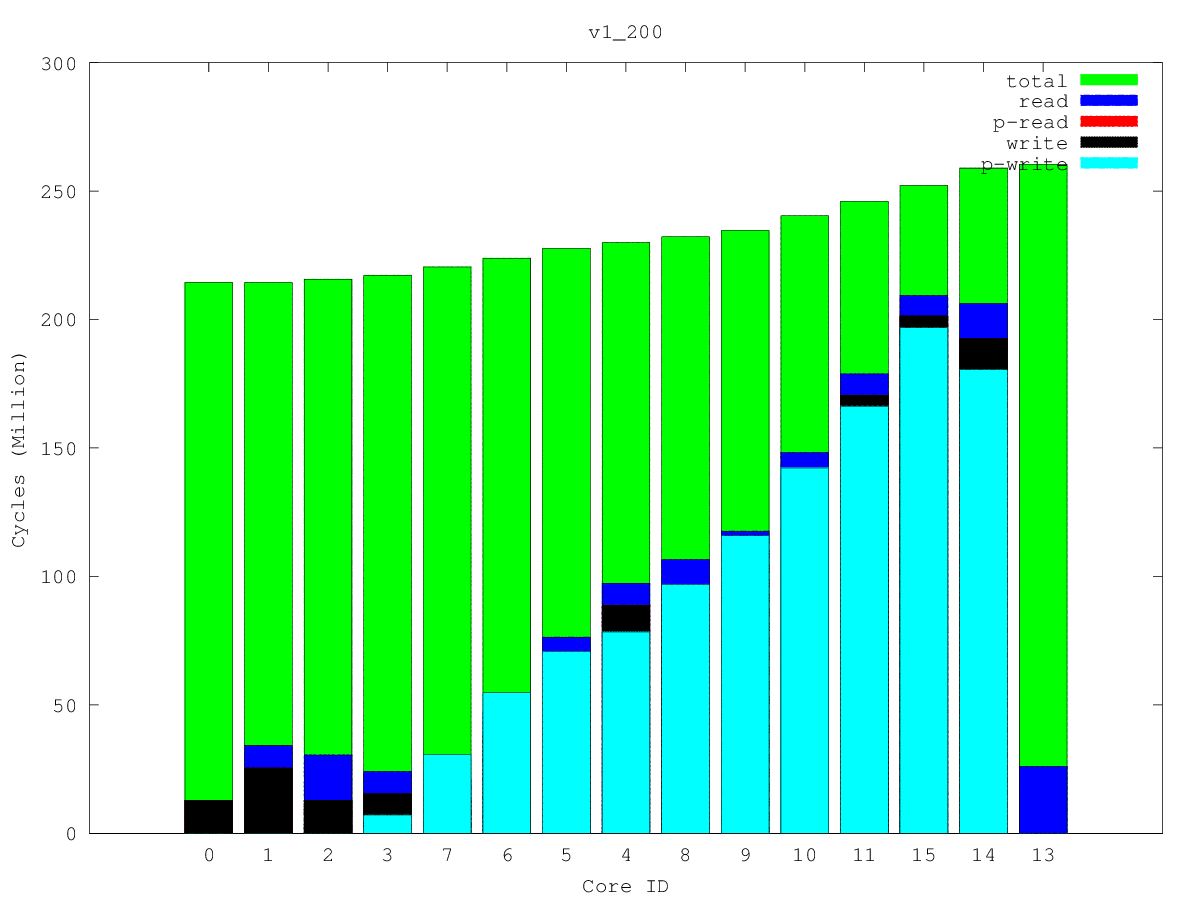 v1_200
300
250
200
150
100
50
0
Cycles (Million)
total
read
p-read
write
p-write
0 1 2 3 7 6 5 4 8 9 10 11 15 14 13
Core ID